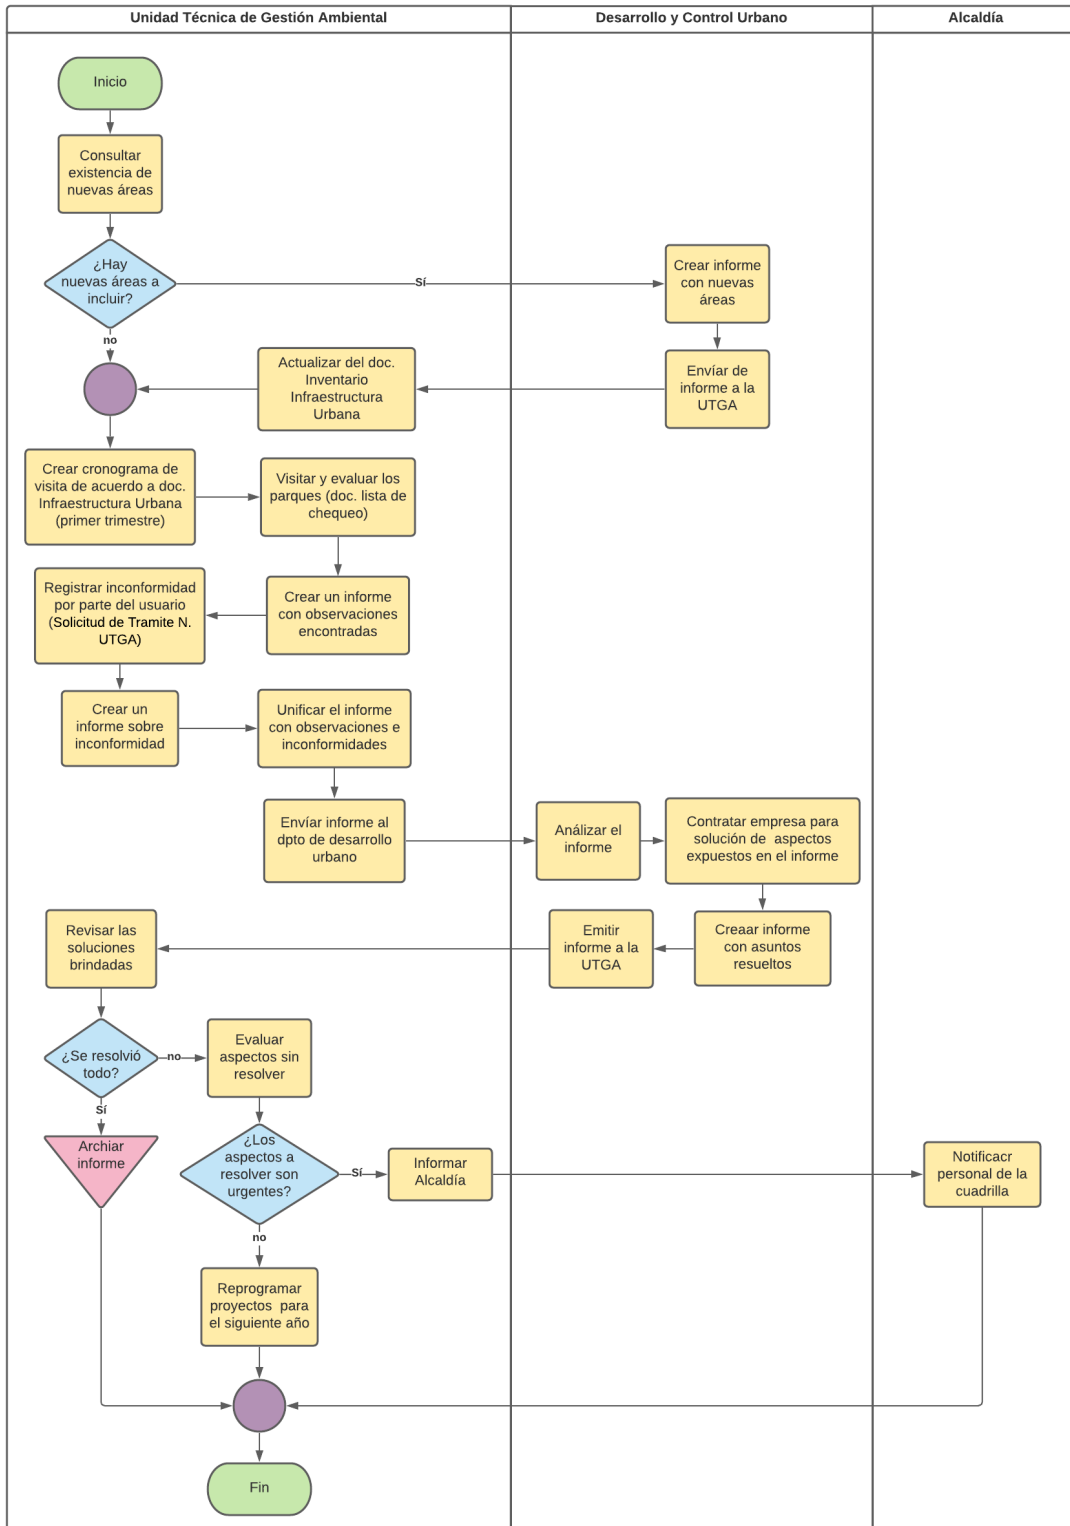 Unidad Técnica de Gestión Ambiental
Desarrollo y Control Urbano
Alcaldía
Inicio
Consultar
existencia de
nuevas áreas
¿Hay
nuevas áreas a
incluir?
Sí
no
Crear informe
con nuevas
áreas
Envíar de
informe a la
UTGA
Actualizar del doc.
Inventario
Infraestructura
Urbana
Crear cronograma de
visita de acuerdo a doc.
Infraestructura Urbana
(primer trimestre)
Visitar y evaluar los
parques (doc. lista de
chequeo)
Crear un informe
con observaciones
encontradas
Registrar inconformidad
por parte del usuario
(Solicitud de Tramite N.
UTGA)
Crear un
informe sobre
inconformidad
Unificar el informe
con observaciones e
inconformidades
Envíar informe al
dpto de desarrollo
urbano
Análizar el
informe
Contratar empresa para
solución de  aspectos
expuestos en el informe
Creaar informe
con asuntos
resueltos
Emitir
informe a la
UTGA
Revisar las
soluciones
brindadas
¿Se resolvió
todo?
no
Sí
Evaluar
aspectos sin
resolver
Archiar
informe
¿Los
aspectos a
resolver son
urgentes?
Sí
no
Informar
Alcaldía
Notificacr
personal de la
cuadrilla
Reprogramar
proyectos  para
el siguiente año
Fin